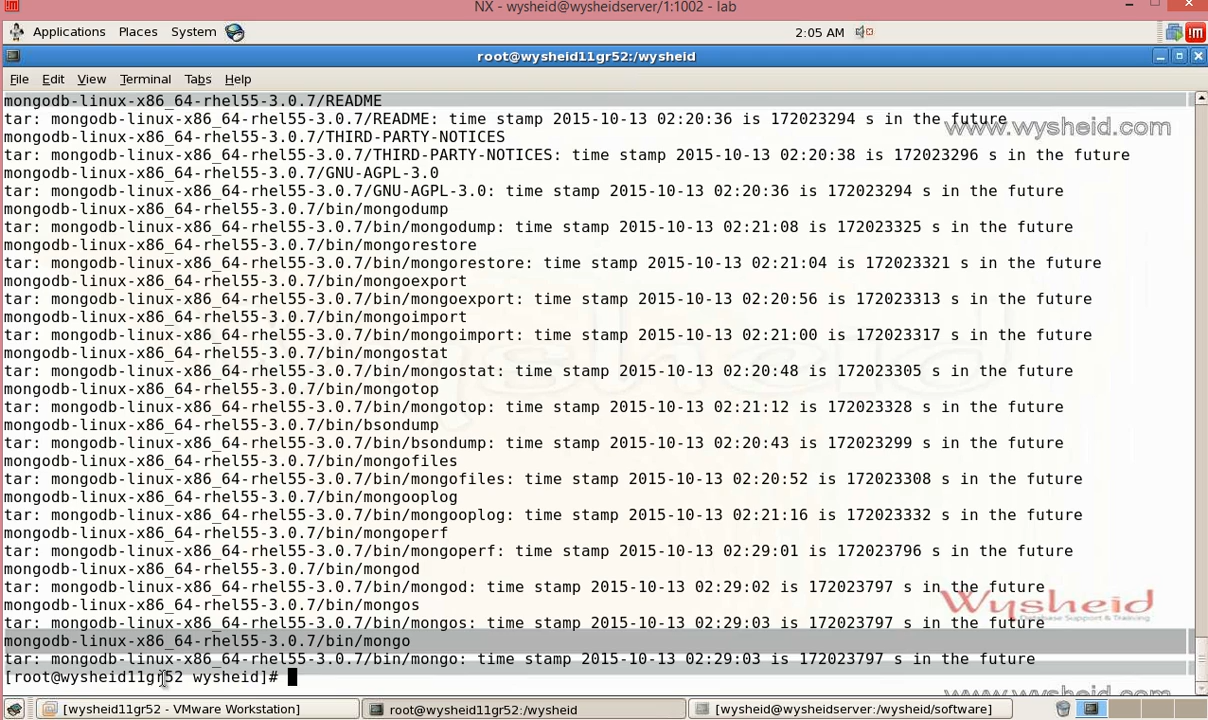 NX - wysheid@wysheidserver/1:1002 - lab
Applications Places System 2:05 AM
root@wysheid11gr52:/wysheid
File Edit View Terminal Tabs Help
mongodb-linux-x86_64-rhel55-3.0.7/README
tar: mongodb-linux-x86_64-rhel55-3.0.7/README: time stamp 2015-10-13 02:20:36 is 172023294 s in the future
www.wysheid.com
mongodb-linux-x86_64-rhel55-3.0.7/THIRD-PARTY-NOTICES
tar: mongodb-linux-x86_64-rhel55-3.0.7/THIRD-PARTY-NOTICES: time stamp 2015-10-13 02:20:38 is 172023296 s in the future
mongodb-linux-x86_64-rhel55-3.0.7/GNU-AGPL-3.0
tar: mongodb-linux-x86_64-rhel55-3.0.7/GNU-AGPL-3.0: time stamp 2015-10-13 02:20:36 is 172023294 s in the future
mongodb-linux-x86_64-rhel55-3.0.7/bin/mongodump
tar: mongodb-linux-x86_64-rhel55-3.0.7/bin/mongodump: time stamp 2015-10-13 02:21:08 is 172023325 s in the future
mongodb-linux-x86_64-rhel55-3.0.7/bin/mongorestore
tar: mongodb-linux-x86_64-rhel55-3.0.7/bin/mongorestore: time stamp 2015-10-13 02:21:04 is 172023321 s in the future
mongodb-linux-x86_64-rhel55-3.0.7/bin/mongoexport
tar: mongodb-linux-x86_64-rhel55-3.0.7/bin/mongoexport: time stamp 2015-10-13 02:20:56 is 172023313 s in the future
mongodb-linux-x86_64-rhel55-3.0.7/bin/mongoimport
tar: mongodb-linux-x86_64-rhel55-3.0.7/bin/mongoimport: time stamp 2015-10-13 02:21:00 is 172023317 s in the future
mongodb-linux-x86_64-rhel55-3.0.7/bin/mongostat
tar: mongodb-linux-x86_64-rhel55-3.0.7/bin/mongostat: time stamp 2015-10-13 02:20:48 is 172023305 s in the future
mongodb-linux-x86_64-rhel55-3.0.7/bin/mongotop
tar: mongodb-linux-x86_64-rhel55-3.0.7/bin/mongotop: time stamp 2015-10-13 02:21:12 is 172023328 s in the future
mongodb-linux-x86_64-rhel55-3.0.7/bin/bsondump
tar: mongodb-linux-x86_64-rhel55-3.0.7/bin/bsondump: time stamp 2015-10-13 02:20:43 is 172023299 s in the future
mongodb-linux-x86_64-rhel55-3.0.7/bin/mongofiles
tar: mongodb-linux-x86_64-rhel55-3.0.7/bin/mongofiles: time stamp 2015-10-13 02:20:52 is 172023308 s in the future
mongodb-linux-x86_64-rhel55-3.0.7/bin/mongooplog
tar: mongodb-linux-x86_64-rhel55-3.0.7/bin/mongooplog: time stamp 2015-10-13 02:21:16 is 172023332 s in the future
mongodb-linux-x86_64-rhel55-3.0.7/bin/mongoperf
tar: mongodb-linux-x86_64-rhel55-3.0.7/bin/mongoperf: time stamp 2015-10-13 02:29:01 is 172023796 s in the future
mongodb-linux-x86_64-rhel55-3.0.7/bin/mongod
tar: mongodb-linux-x86_64-rhel55-3.0.7/bin/mongod: time stamp 2015-10-13 02:29:02 is 172023797 s in the future
mongodb-linux-x86_64-rhel55-3.0.7/bin/mongos
Wysheid
Database Support & Training
tar: mongodb-linux-x86_64-rhel55-3.0.7/bin/mongos: time stamp 2015-10-13 02:29:03 is 172023797 s in the future
mongodb-linux-x86_64-rhel55-3.0.7/bin/mongo
tar: mongodb-linux-x86_64-rhel55-3.0.7/bin/mongo: time stamp 2015-10-13 02:29:03 is 172023797 s in the future
[root@wysheid11gr52 wysheid]#
[wysheid11gr52 - VMware Workstation] root@wysheid11gr52:/wysheid [wysheid@wysheidserver:/wysheid/software]